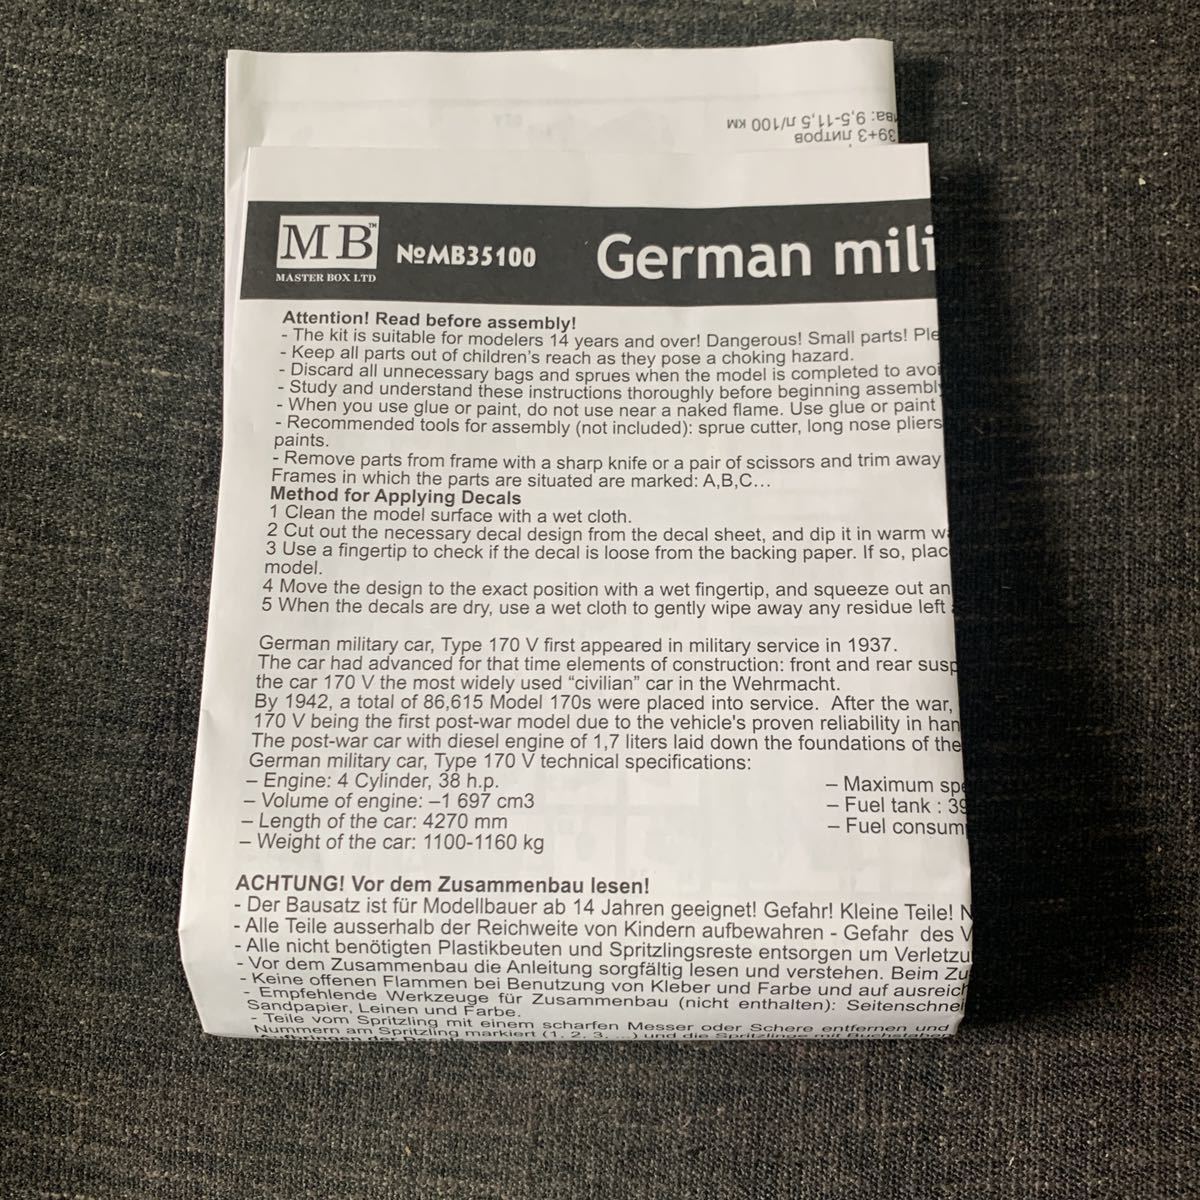 ва: 9,5-11,5 л/100 км
39+3 литров
MB™
MASTER BOX LTD
№MB35100
German mili
Attention! Read before assembly!
- The kit is suitable for modelers 14 years and over! Dangerous! Small parts! Ple
- Keep all parts out of children's reach as they pose a choking hazard.
- Discard all unnecessary bags and sprues when the model is completed to avoi
- Study and understand these instructions thoroughly before beginning assembly
- When you use glue or paint, do not use near a naked flame. Use glue or paint
- Recommended tools for assembly (not included): sprue cutter, long nose pliers
paints.
- Remove parts from frame with a sharp knife or a pair of scissors and trim away
Frames in which the parts are situated are marked: A,B,C...
Method for Applying Decals
1 Clean the model surface with a wet cloth.
2 Cut out the necessary decal design from the decal sheet, and dip it in warm w
3 Use a fingertip to check if the decal is loose from the backing paper. If so, plac
model.
4 Move the design to the exact position with a wet fingertip, and squeeze out an
5 When the decals are dry, use a wet cloth to gently wipe away any residue left
German military car, Type 170 V first appeared in military service in 1937.
The car had advanced for that time elements of construction: front and rear susp
the car 170 V the most widely used “civilian” car in the Wehrmacht.
By 1942, a total of 86,615 Model 170s were placed into service. After the war,
170 V being the first post-war model due to the vehicle's proven reliability in han
The post-war car with diesel engine of 1,7 liters laid down the foundations of the
German military car, Type 170 V technical specifications:
– Engine: 4 Cylinder, 38 h.p.
– Volume of engine: –1 697 cm3
– Length of the car: 4270 mm
– Weight of the car: 1100-1160 kg
– Maximum spe
– Fuel tank : 39
– Fuel consum
ACHTUNG! Vor dem Zusammenbau lesen!
- Der Bausatz ist für Modellbauer ab 14 Jahren geeignet! Gefahr! Kleine Teile! N
- Alle Teile ausserhalb der Reichweite von Kindern aufbewahren - Gefahr des V
- Alle nicht benötigten Plastikbeuten und Spritzlingsreste entsorgen um Verletzu
- Vor dem Zusammenbau die Anleitung sorgfältig lesen und verstehen. Beim Zu
- Keine offenen Flammen bei Benutzung von Kleber und Farbe und auf ausreich
- Empfehlende Werkzeuge für Zusammenbau (nicht enthalten): Seitenschnei
Sandpapier, Leinen und Farbe.
- Teile vom Spritzling mit einem scharfen Messer oder Schere entfernen und
Nummern am Spritzling markiert (1, 2, 3, ...) und die Spritzlinge mit Buchstaben